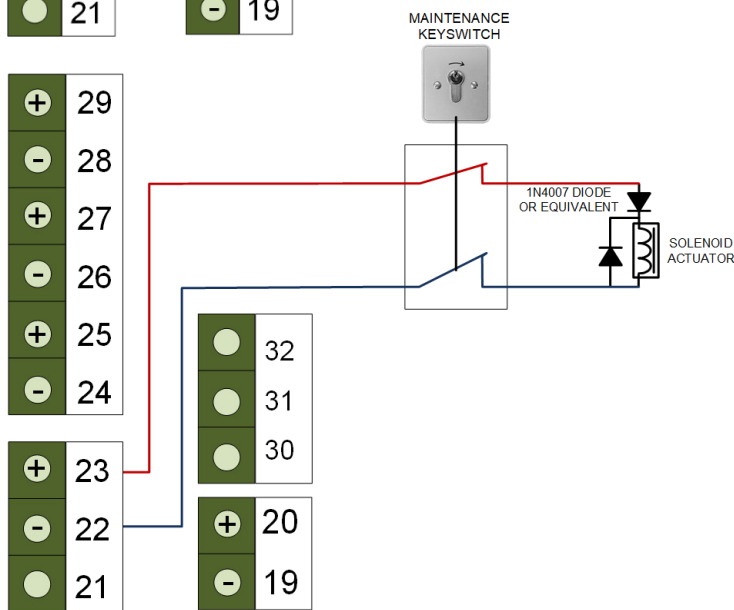 21
19
MAINTENANCE
KEYSWITCH
+ 29
- 28
+ 27
- 26
+ 25
- 24
1N4007 DIODE
OR EQUIVALENT
SOLENOID
ACTUATOR
32
31
30
+ 23
- 22
21
+ 20
- 19